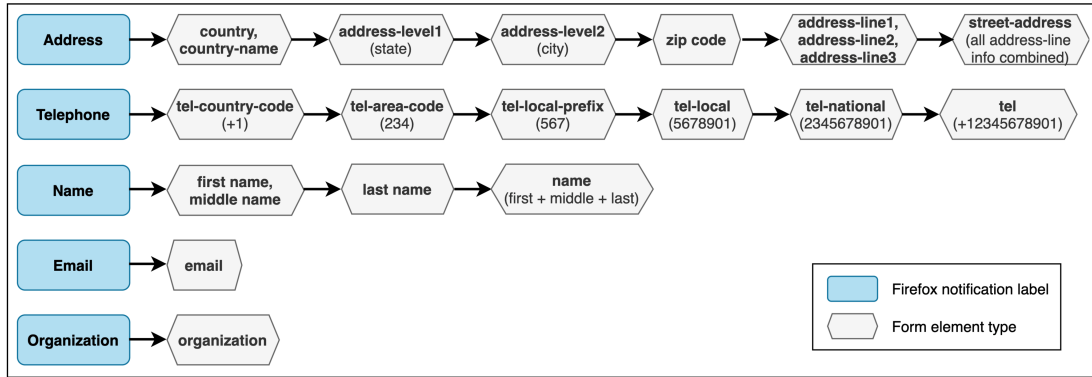 Address
country,
country-name
address-level1
(state)
address-level2
(city)
zip code
address-line1,
address-line2,
address-line3
street-address
(all address-line
info combined)
Telephone
tel-country-code
(+1)
tel-area-code
(234)
tel-local-prefix
(567)
tel-local
(5678901)
tel-national
(2345678901)
tel
(+12345678901)
Name
first name,
middle name
last name
name
(first + middle + last)
Email
email
Organization
organization
Firefox notification label
Form element type